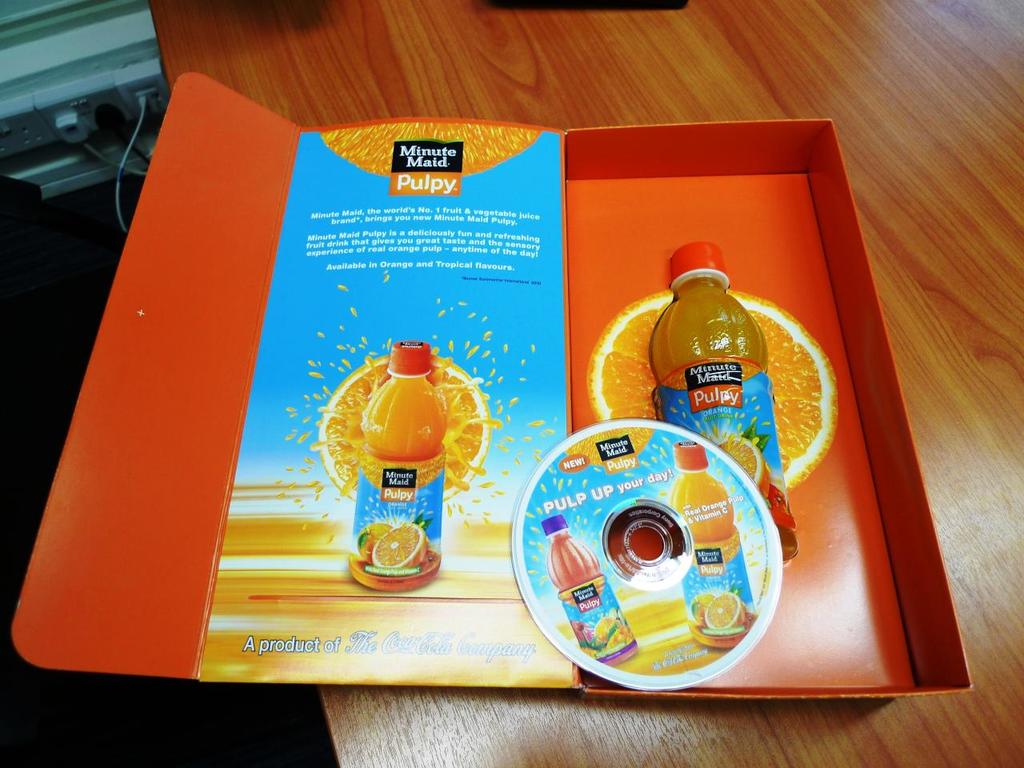 Minute
Maid
Pulpy
Minute Maid, the world's No. 1 fruit & vegetable juice
brand*, brings you new Minute Maid Pulpy.
Minute Maid Pulpy is a deliciously fun and refreshing
fruit drink that gives you great taste and the sensory
experience of real orange pulp – anytime of the day!
Available in Orange and Tropical flavours.
Minute
Maid
Pulpy
ORANGE
A product of The Coca-Cola Company
Minute
Maid
Pulpy
ORANGE
NEW!
Minute
Maid
Pulpy
PULP UP your day!
Real Orange Pulp
& Vitamin C
Minute
Maid
Pulpy
Minute
Maid
Pulpy